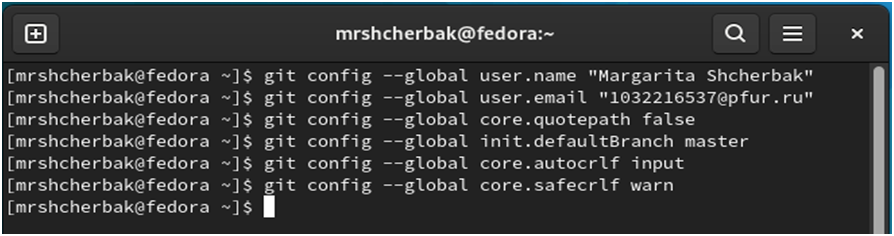 mrshcherbak@fedora:~
[mrshcherbak@fedora ~]$ git config --global user.name "Margarita Shcherbak"
[mrshcherbak@fedora ~]$ git config --global user.email "1032216537@pfur.ru"
[mrshcherbak@fedora ~]$ git config --global core.quotepath false
[mrshcherbak@fedora ~]$ git config --global init.defaultBranch master
[mrshcherbak@fedora ~]$ git config --global core.autocrlf input
[mrshcherbak@fedora ~]$ git config --global core.safecrlf warn
[mrshcherbak@fedora ~]$